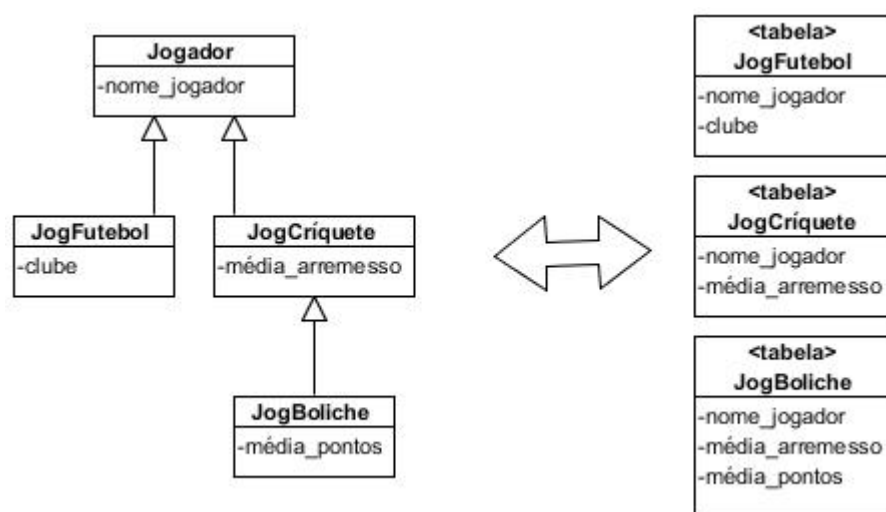 Jogador
-nome_jogador
JogFutebol
-clube
JogCríquete
-média_arremesso
JogBoliche
-média_pontos
<tabela>
JogFutebol
-nome_jogador
-clube
<tabela>
JogCríquete
-nome_jogador
-média_arremesso
<tabela>
JogBoliche
-nome_jogador
-média_arremesso
-média_pontos